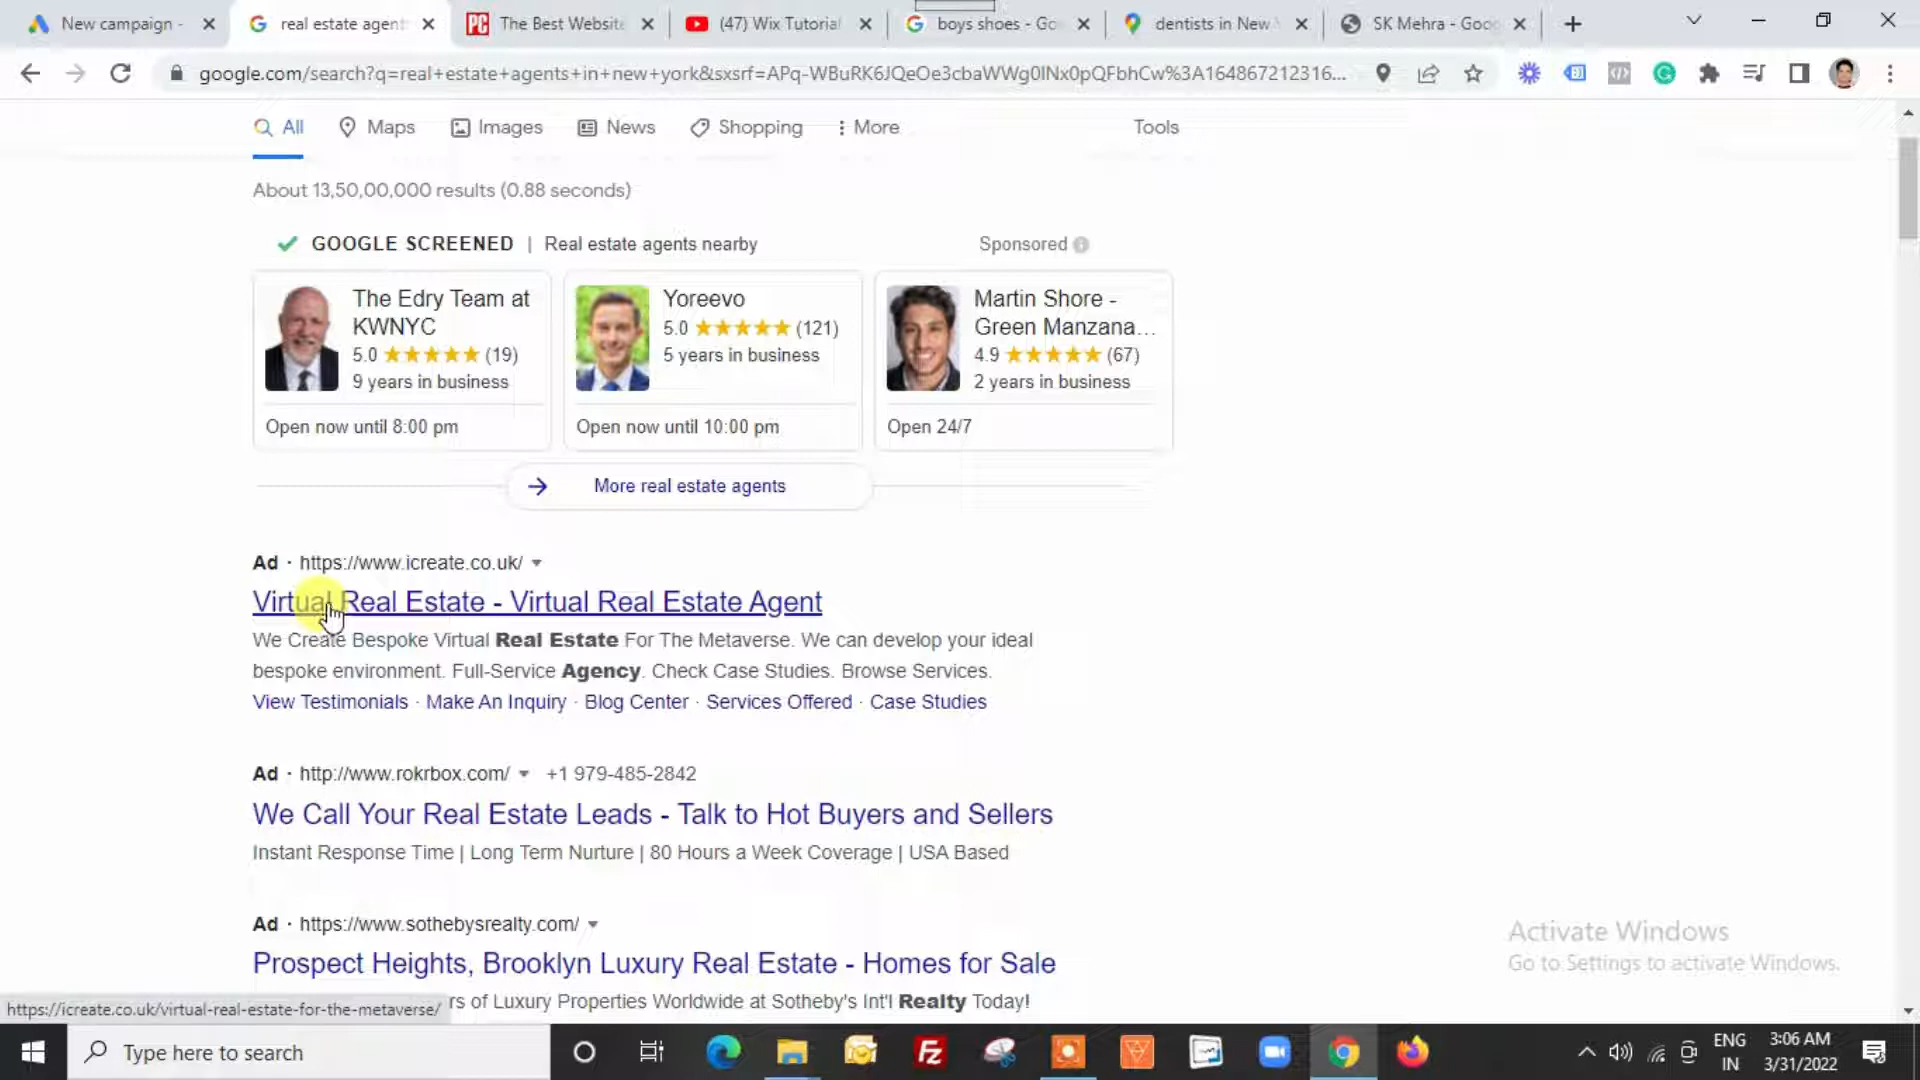 New campaign -
real estate agent
The Best Website
(47) Wix Tutorial
boys shoes - Go
dentists in New
SK Mehra - Goog
google.com/search?q=real+estate+agents+in+new+york&sxsrf=APq-WBuRK6JQeOe3cbaWWg0lNx0pQFbhCw%3A164867212316...
All
Maps
Images
News
Shopping
More
Tools
About 13,50,00,000 results (0.88 seconds)
GOOGLE SCREENED | Real estate agents nearby
Sponsored
The Edry Team at
KWNYC
5.0 (19)
9 years in business
Open now until 8:00 pm
Yoreevo
5.0 (121)
5 years in business
Open now until 10:00 pm
Martin Shore -
Green Manzana...
4.9 (67)
2 years in business
Open 24/7
More real estate agents
Ad · https://www.icreate.co.uk/
Virtual Real Estate - Virtual Real Estate Agent
We Create Bespoke Virtual Real Estate For The Metaverse. We can develop your ideal
bespoke environment. Full-Service Agency. Check Case Studies. Browse Services.
View Testimonials · Make An Inquiry · Blog Center · Services Offered · Case Studies
Ad · http://www.rokrbox.com/ +1 979-485-2842
We Call Your Real Estate Leads - Talk to Hot Buyers and Sellers
Instant Response Time | Long Term Nurture | 80 Hours a Week Coverage | USA Based
Ad · https://www.sothebysrealty.com/
Prospect Heights, Brooklyn Luxury Real Estate - Homes for Sale
rs of Luxury Properties Worldwide at Sotheby's Int'l Realty Today!
Activate Windows
Go to Settings to activate Windows.
https://icreate.co.uk/virtual-real-estate-for-the-metaverse/
Type here to search
ENG
IN
3:06 AM
3/31/2022